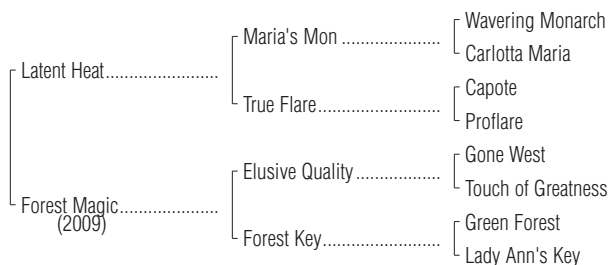 Wavering Monarch
Maria's Mon ......................
Carlotta Maria
Latent Heat.........................
Capote
True Flare...........................
Proflare
Gone West
Elusive Quality ...................
Touch of Greatness
Forest Magic......................
(2009)
Green Forest
Forest Key..........................
Lady Ann's Key